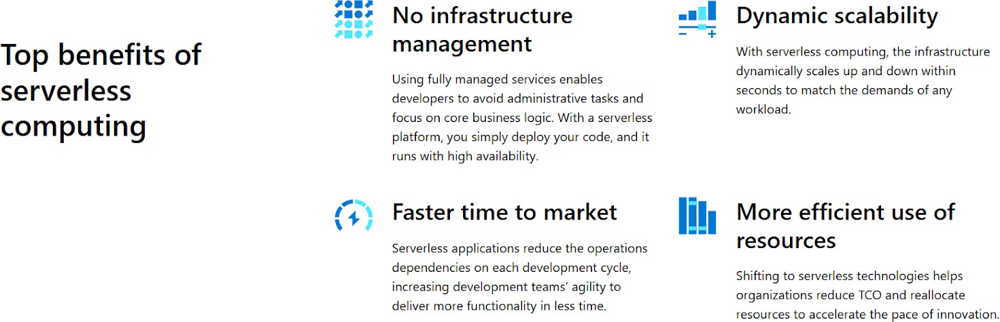 Top benefits of
serverless
computing
No infrastructure
management
Using fully managed services enables
developers to avoid administrative tasks and
focus on core business logic. With a serverless
platform, you simply deploy your code, and it
runs with high availability.
Dynamic scalability
With serverless computing, the infrastructure
dynamically scales up and down within
seconds to match the demands of any
workload.
Faster time to market
Serverless applications reduce the operations
dependencies on each development cycle,
increasing development teams’ agility to
deliver more functionality in less time.
More efficient use of
resources
Shifting to serverless technologies helps
organizations reduce TCO and reallocate
resources to accelerate the pace of innovation.